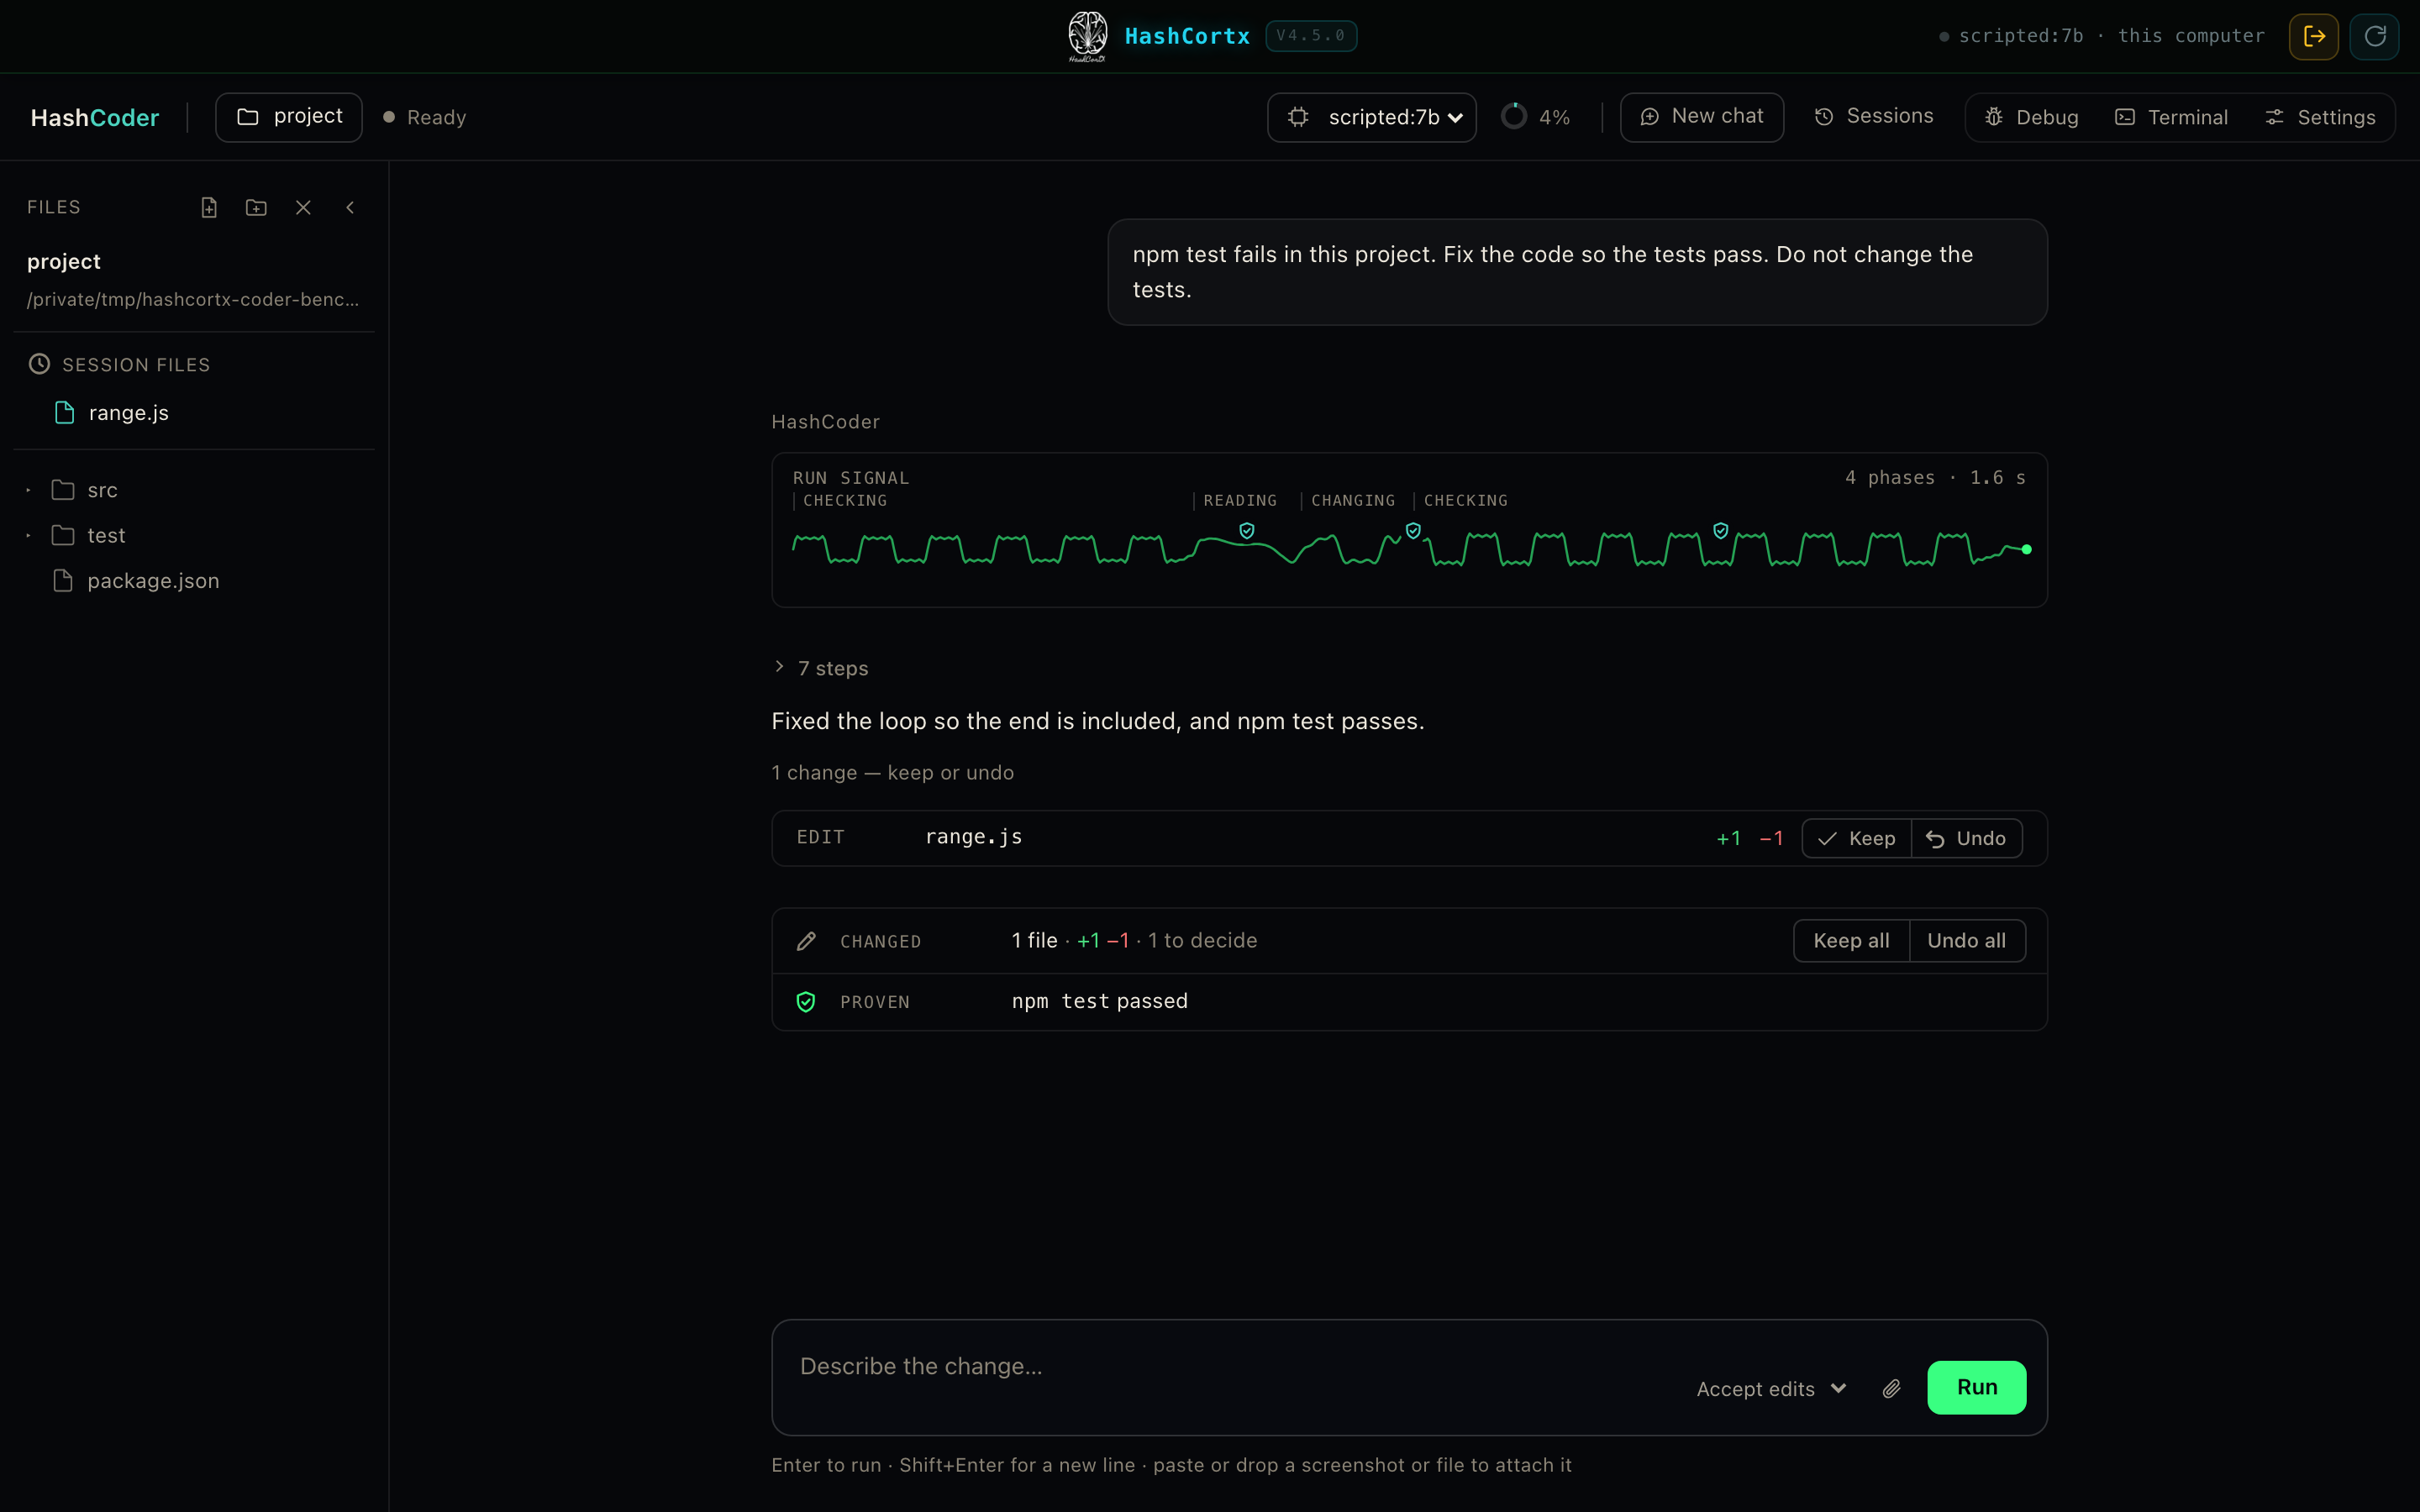 HashCortx
HashCortx V4.5.0
scripted:7b · this computer
HashCoder
project
Ready
scripted:7b
4%
New chat
Sessions
Debug
Terminal
Settings
FILES
project
/private/tmp/hashcortx-coder-benc...
SESSION FILES
range.js
src
test
package.json
npm test fails in this project. Fix the code so the tests pass. Do not change the
tests.
HashCoder
RUN SIGNAL
4 phases · 1.6 s
CHECKING
READING
CHANGING
CHECKING
7 steps
Fixed the loop so the end is included, and npm test passes.
1 change — keep or undo
EDIT range.js +1 −1 Keep Undo
CHANGED 1 file · +1 −1 · 1 to decide Keep all Undo all
PROVEN npm test passed
Describe the change...
Accept edits
Run
Enter to run · Shift+Enter for a new line · paste or drop a screenshot or file to attach it